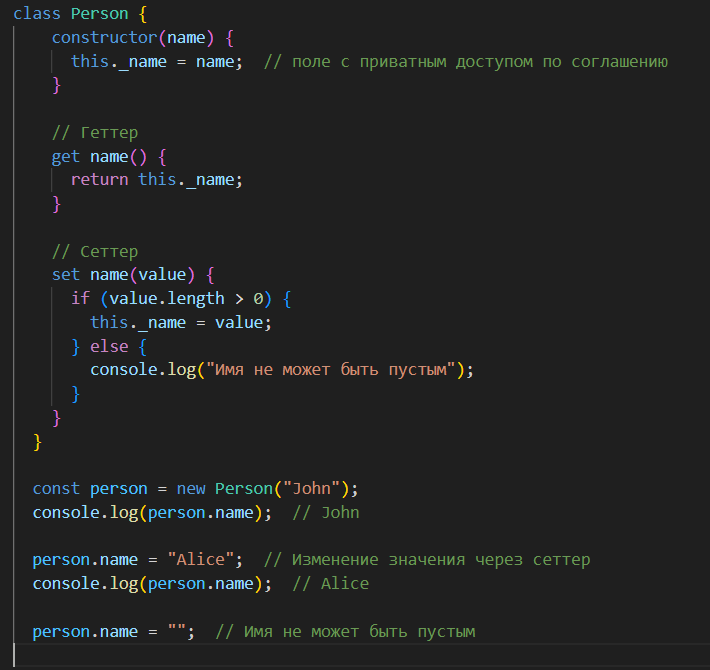 class Person {
constructor(name) {
this._name = name;  // поле с приватным доступом по соглашению
}
// Геттер
get name() {
return this._name;
}
// Сеттер
set name(value) {
if (value.length > 0) {
this._name = value;
} else {
console.log("Имя не может быть пустым");
}
}
}
const person = new Person("John");
console.log(person.name);  // John
person.name = "Alice";  // Изменение значения через сеттер
console.log(person.name);  // Alice
person.name = "";  // Имя не может быть пустым